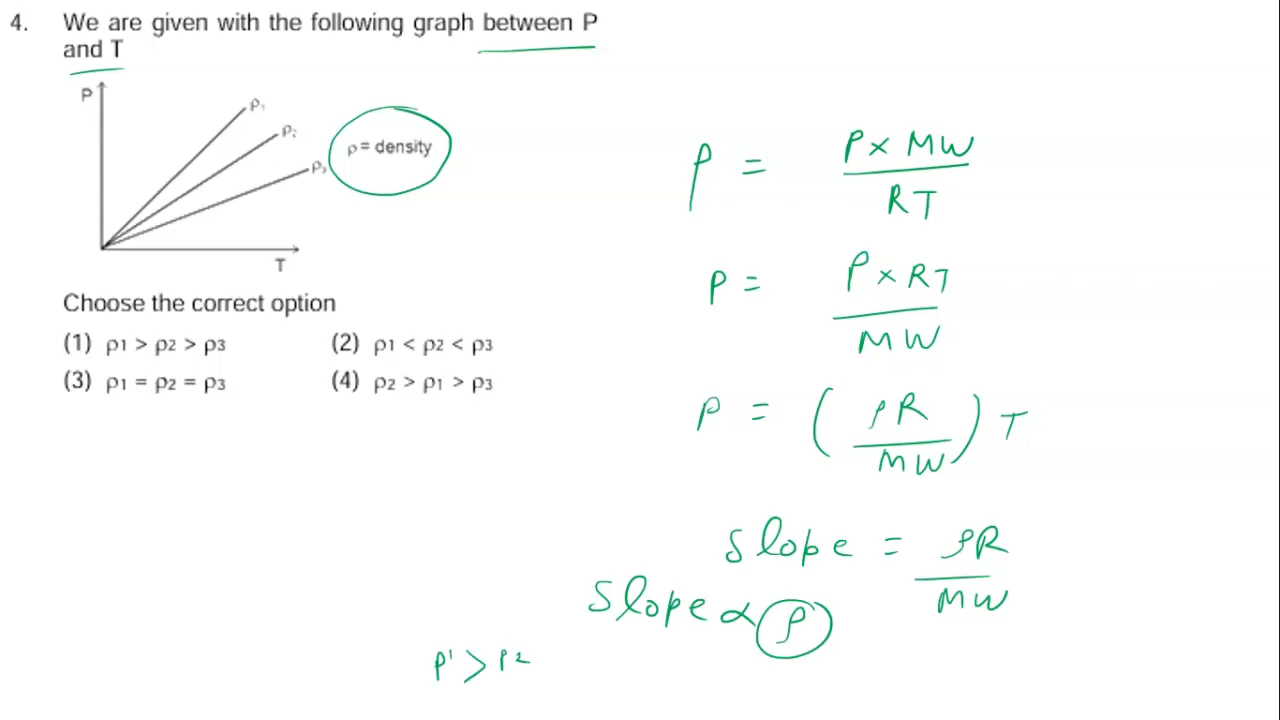 4. We are given with the following graph between P
and T
P
ρ₁
ρ₂
ρ₃
ρ = density
T
Choose the correct option
(1) ρ1 > ρ2 > ρ3 (2) ρ1 < ρ2 < ρ3
(3) ρ1 = ρ2 = ρ3 (4) ρ2 > ρ1 > ρ3
ρ = P × MW
RT
P = ρ × RT
MW
P = ( ρR ) T
MW
slope = ρR
MW
slope ∝ ρ
ρ1 > ρ2